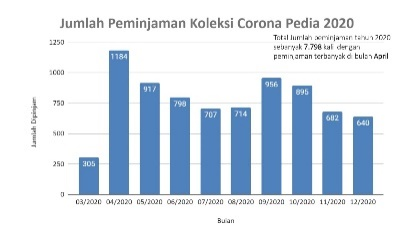 Jumlah Peminjaman Koleksi Corona Pedia 2020
Total Jumlah peminjaman tahun 2020
sebanyak 7.798 kali dengan
peminjaman terbanyak di bulan April
1250
1000
750
500
250
0
Jumlah Dipinjam
305
1184
917
798
707
714
956
895
682
640
03/2020 04/2020 05/2020 06/2020 07/2020 08/2020 09/2020 10/2020 11/2020 12/2020
Bulan